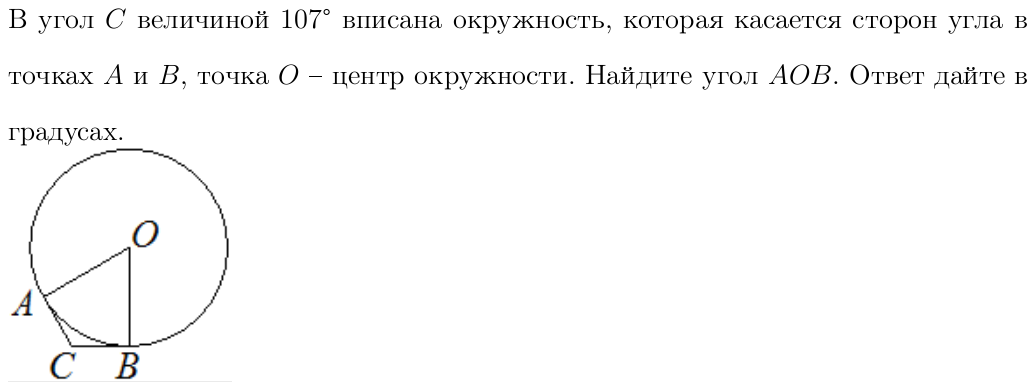 В угол C величиной 107° вписана окружность, которая касается сторон угла в
точках A и B, точка O – центр окружности. Найдите угол AOB. Ответ дайте в
градусах.
O
A
C B